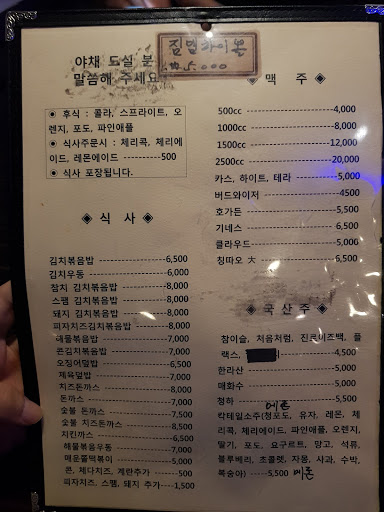 야채 도실 분
말씀해 주세요
◉ 후식 : 콜라, 스프라이트, 오
렌지, 포도, 파인애플
◉ 식사주문시 : 체리콕, 체리에
이드, 레몬에이드 ---------500
◉ 식사 포장됩니다.
◈ 식 사 ◈
김치볶음밥 6,500
김치우동 6,000
참치 김치볶음밥 8,000
스팸 김치볶음밥 8,000
돼지 김치볶음밥 8,000
피자치즈김치볶음밥 8,000
해물볶음밥 7,000
콘김치볶음밥 7,000
오징어덮밥 6,500
제육덮밥 7,000
치즈돈까스 8,000
돈까스 7,000
숯불 돈까스 7,500
숯불 치즈돈까스 8,500
치킨까스 6,500
해물볶음우동 7,000
매운뚝떡볶이 5,000
콘, 체다치즈, 계란추가 500
피자치즈, 스팸, 돼지 추가 1,500
5,000
◈ 맥 주 ◈
500cc 4,000
1000cc 8,000
1500cc 12,000
2500cc 20,000
카스, 하이트, 테라 5,000
버드와이저 4500
호가든 5,500
기네스 6,500
클라우드 5,000
칭따오 大 6,500
◈ 국 산 주 ◈
참이슬, 처음처럼, 진로이즈백, 플
랙스, 4,500
한라산 5,000
매화수 5,500
청하 5,500
메론
칵테일소주(청포도, 유자, 레몬, 체
리콕, 체리에이드, 파인애플, 오렌지,
딸기, 포도, 요구르트, 망고, 석류,
블루베리, 초콜렛, 자몽, 사과, 수박,
복숭아) 5,500 메론